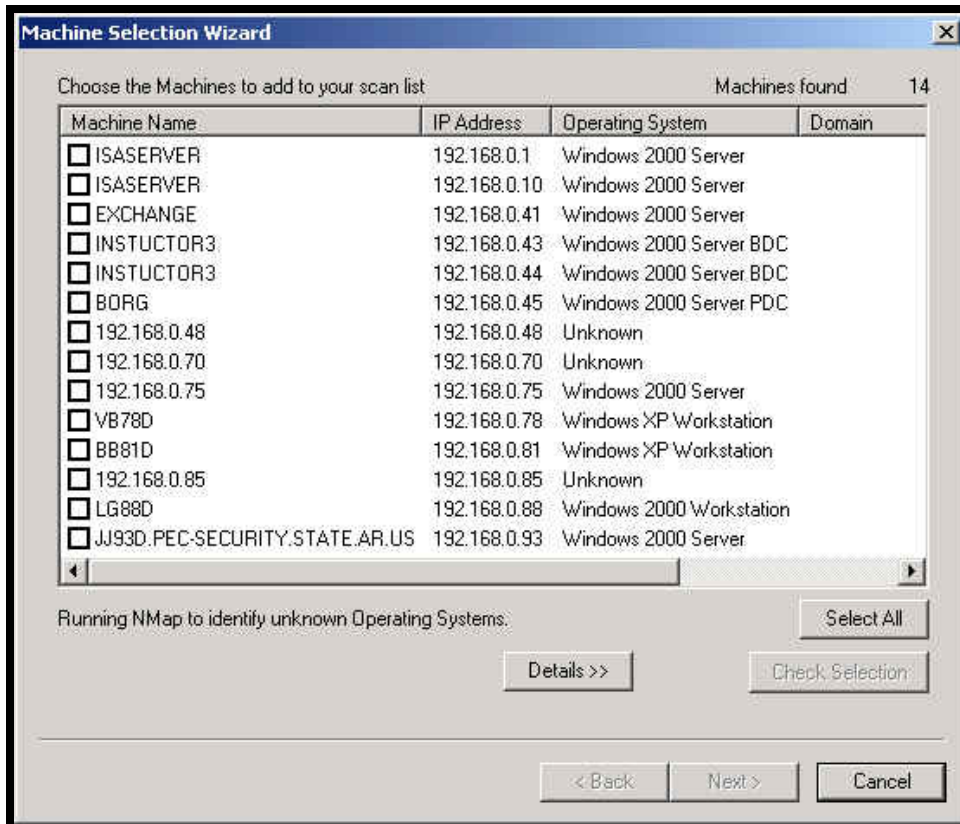 Machine Selection Wizard
Choose the Machines to add to your scan list Machines found 14
Machine Name IP Address Operating System Domain
ISASERVER 192.168.0.1 Windows 2000 Server
ISASERVER 192.168.0.10 Windows 2000 Server
EXCHANGE 192.168.0.41 Windows 2000 Server
INSTUCTOR3 192.168.0.43 Windows 2000 Server BDC
INSTUCTOR3 192.168.0.44 Windows 2000 Server BDC
BORG 192.168.0.45 Windows 2000 Server PDC
192.168.0.48 192.168.0.48 Unknown
192.168.0.70 192.168.0.70 Unknown
192.168.0.75 192.168.0.75 Windows 2000 Server
VB78D 192.168.0.78 Windows XP Workstation
BB81D 192.168.0.81 Windows XP Workstation
192.168.0.85 192.168.0.85 Unknown
LG88D 192.168.0.88 Windows 2000 Workstation
JJ93D.PEC-SECURITY.STATE.AR.US 192.168.0.93 Windows 2000 Server
Running NMap to identify unknown Operating Systems.
Select All
Details >>
Check Selection
< Back Next > Cancel